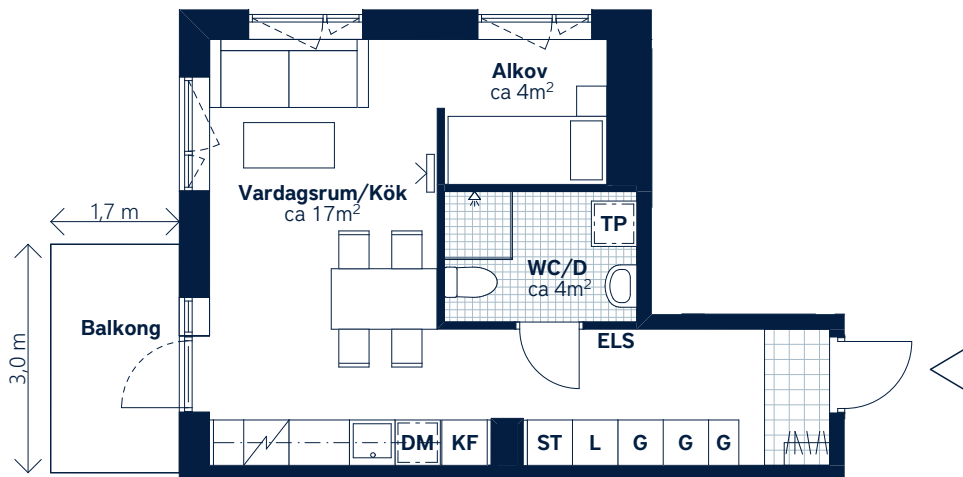 Alkov
ca 4m²
Vardagsrum/Kök
ca 17m²
1,7 m
TP
WC/D
ca 4m²
Balkong
3,0 m
ELS
DM
KF
ST
L
G
G
G